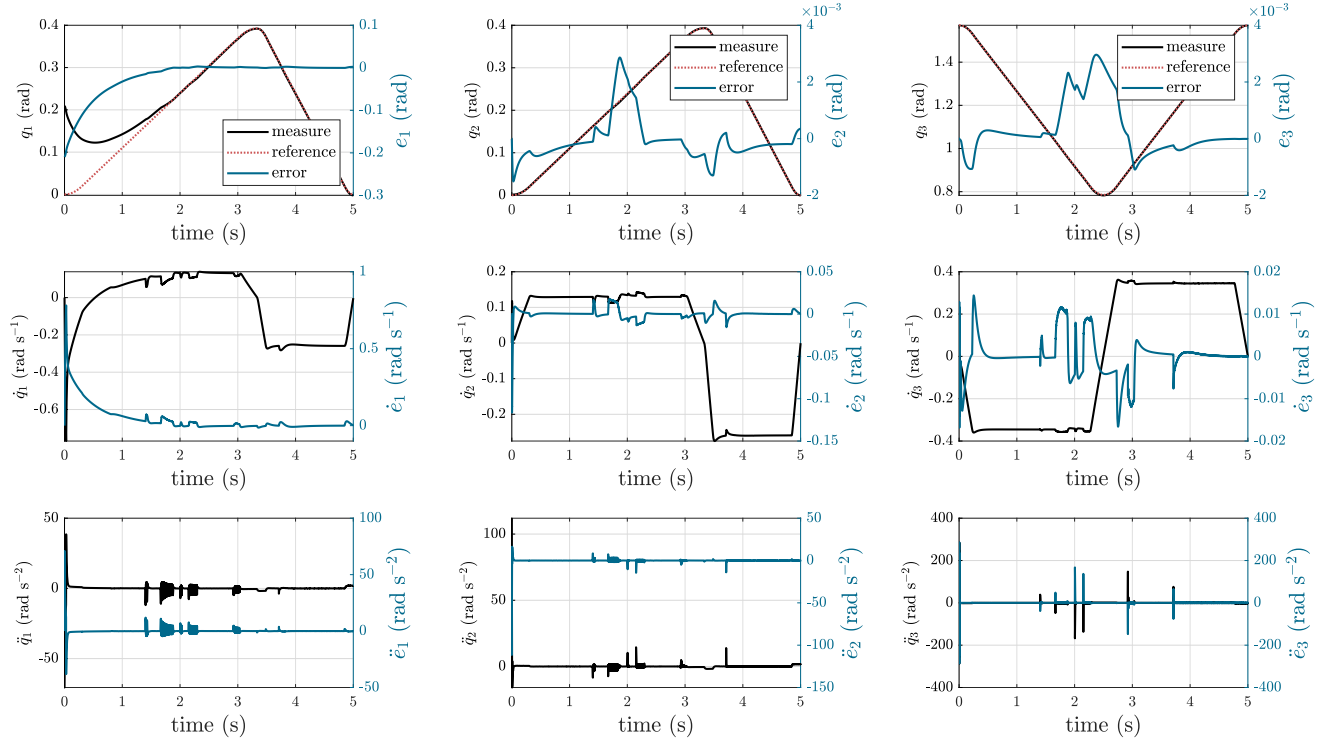 0.4
0.3
0.2
0.1
0
q1 (rad)
0.1
0
-0.1
-0.2
-0.3
e1 (rad)
measure
reference
error
0 1 2 3 4 5
time (s)
0.4
0.3
0.2
0.1
0
q2 (rad)
×10−3
4
2
0
-2
e2 (rad)
measure
reference
error
0 1 2 3 4 5
time (s)
1.4
1.2
1
0.8
q3 (rad)
×10−3
4
2
0
-2
e3 (rad)
measure
reference
error
0 1 2 3 4 5
time (s)
0
-0.2
-0.4
-0.6
q̇1 (rad s−1)
1
0.5
0
ė1 (rad s−1)
0 1 2 3 4 5
time (s)
0.2
0.1
0
-0.1
-0.2
q̇2 (rad s−1)
0.05
0
-0.05
-0.1
-0.15
ė2 (rad s−1)
0 1 2 3 4 5
time (s)
0.4
0.2
0
-0.2
-0.4
q̇3 (rad s−1)
0.02
0.01
0
-0.01
-0.02
ė3 (rad s−1)
0 1 2 3 4 5
time (s)
50
0
-50
q̈1 (rad s−2)
100
50
0
-50
ë1 (rad s−2)
0 1 2 3 4 5
time (s)
100
50
0
q̈2 (rad s−2)
50
0
-50
-100
-150
ë2 (rad s−2)
0 1 2 3 4 5
time (s)
400
200
0
-200
-400
q̈3 (rad s−2)
400
200
0
-200
-400
ë3 (rad s−2)
0 1 2 3 4 5
time (s)